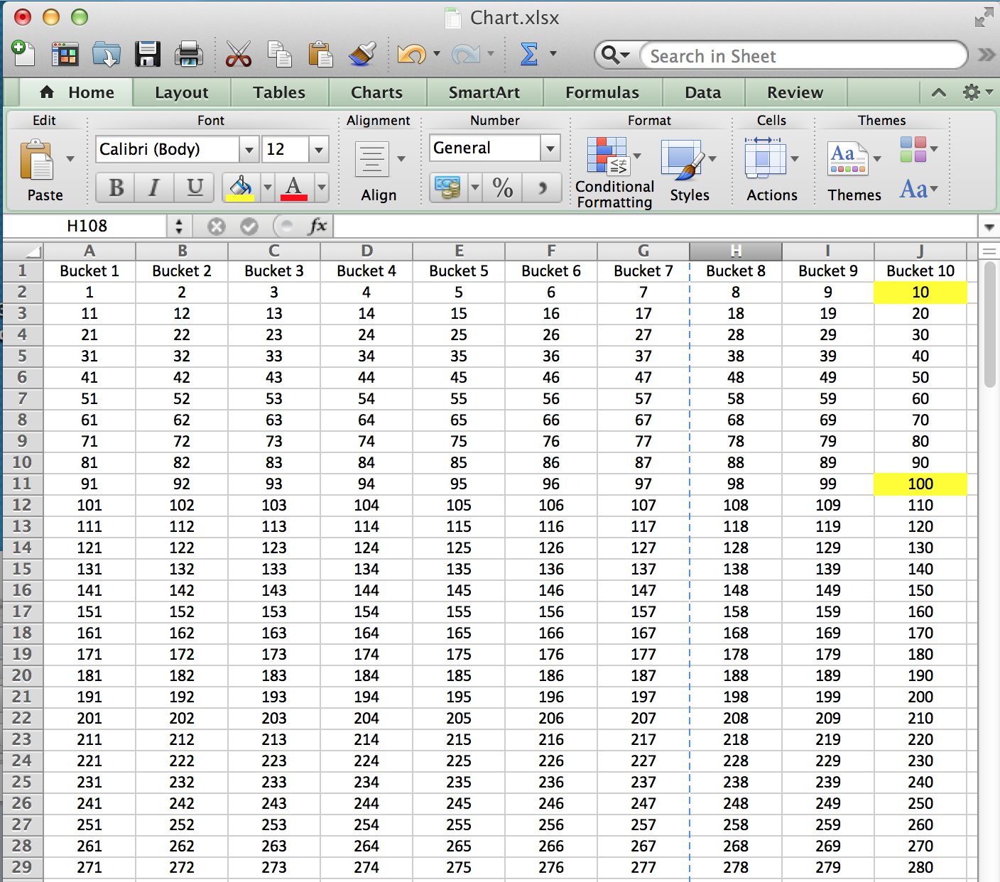 Chart.xlsx
Search in Sheet
Home Layout Tables Charts SmartArt Formulas Data Review
Edit Font Alignment Number Format Cells Themes
Calibri (Body) 12 General
B I U A % Aa Aa
Paste Align Conditional Formatting Styles Actions Themes
H108 fx
A B C D E F G H I J
1 Bucket 1 Bucket 2 Bucket 3 Bucket 4 Bucket 5 Bucket 6 Bucket 7 Bucket 8 Bucket 9 Bucket 10
2 1 2 3 4 5 6 7 8 9 10
3 11 12 13 14 15 16 17 18 19 20
4 21 22 23 24 25 26 27 28 29 30
5 31 32 33 34 35 36 37 38 39 40
6 41 42 43 44 45 46 47 48 49 50
7 51 52 53 54 55 56 57 58 59 60
8 61 62 63 64 65 66 67 68 69 70
9 71 72 73 74 75 76 77 78 79 80
10 81 82 83 84 85 86 87 88 89 90
11 91 92 93 94 95 96 97 98 99 100
12 101 102 103 104 105 106 107 108 109 110
13 111 112 113 114 115 116 117 118 119 120
14 121 122 123 124 125 126 127 128 129 130
15 131 132 133 134 135 136 137 138 139 140
16 141 142 143 144 145 146 147 148 149 150
17 151 152 153 154 155 156 157 158 159 160
18 161 162 163 164 165 166 167 168 169 170
19 171 172 173 174 175 176 177 178 179 180
20 181 182 183 184 185 186 187 188 189 190
21 191 192 193 194 195 196 197 198 199 200
22 201 202 203 204 205 206 207 208 209 210
23 211 212 213 214 215 216 217 218 219 220
24 221 222 223 224 225 226 227 228 229 230
25 231 232 233 234 235 236 237 238 239 240
26 241 242 243 244 245 246 247 248 249 250
27 251 252 253 254 255 256 257 258 259 260
28 261 262 263 264 265 266 267 268 269 270
29 271 272 273 274 275 276 277 278 279 280